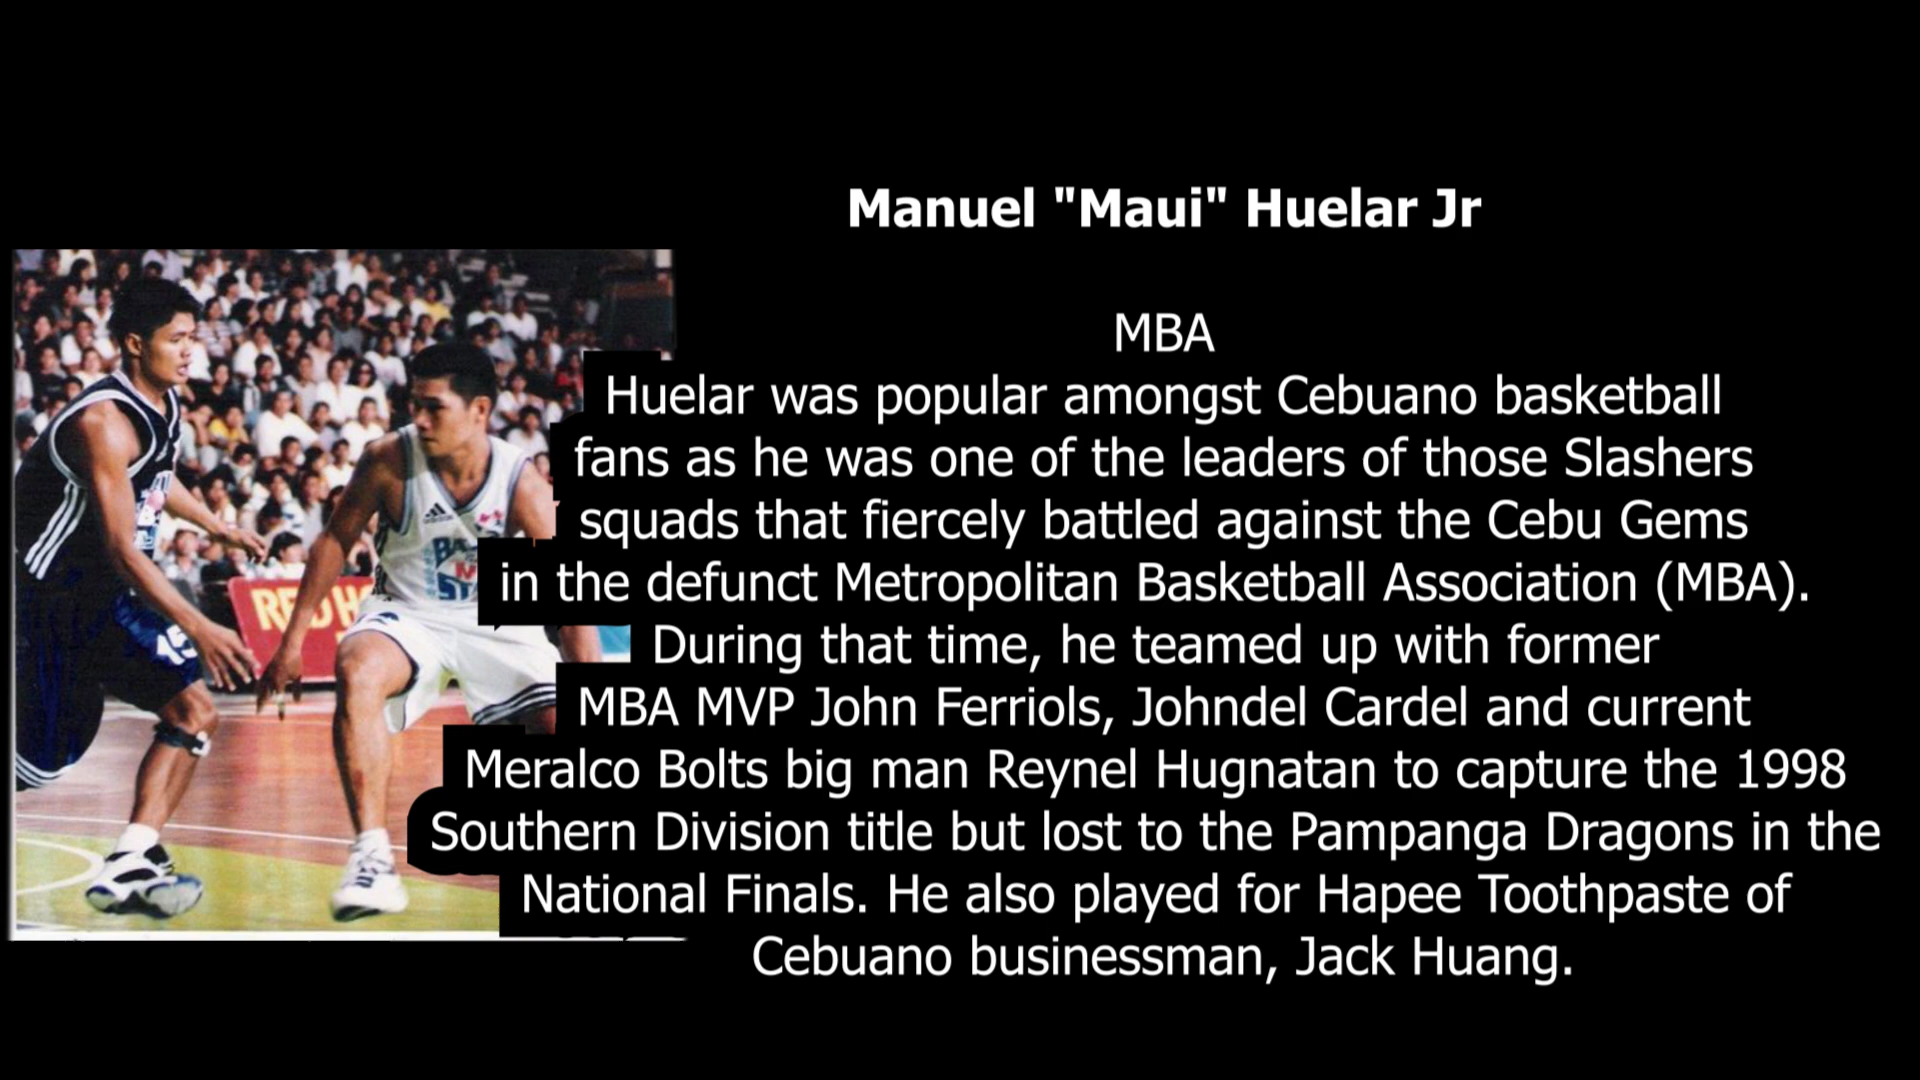 Manuel "Maui" Huelar Jr
MBA
Huelar was popular amongst Cebuano basketball
fans as he was one of the leaders of those Slashers
squads that fiercely battled against the Cebu Gems
in the defunct Metropolitan Basketball Association (MBA).
During that time, he teamed up with former
MBA MVP John Ferriols, Johndel Cardel and current
Meralco Bolts big man Reynel Hugnatan to capture the 1998
Southern Division title but lost to the Pampanga Dragons in the
National Finals. He also played for Hapee Toothpaste of
Cebuano businessman, Jack Huang.
RED H
15